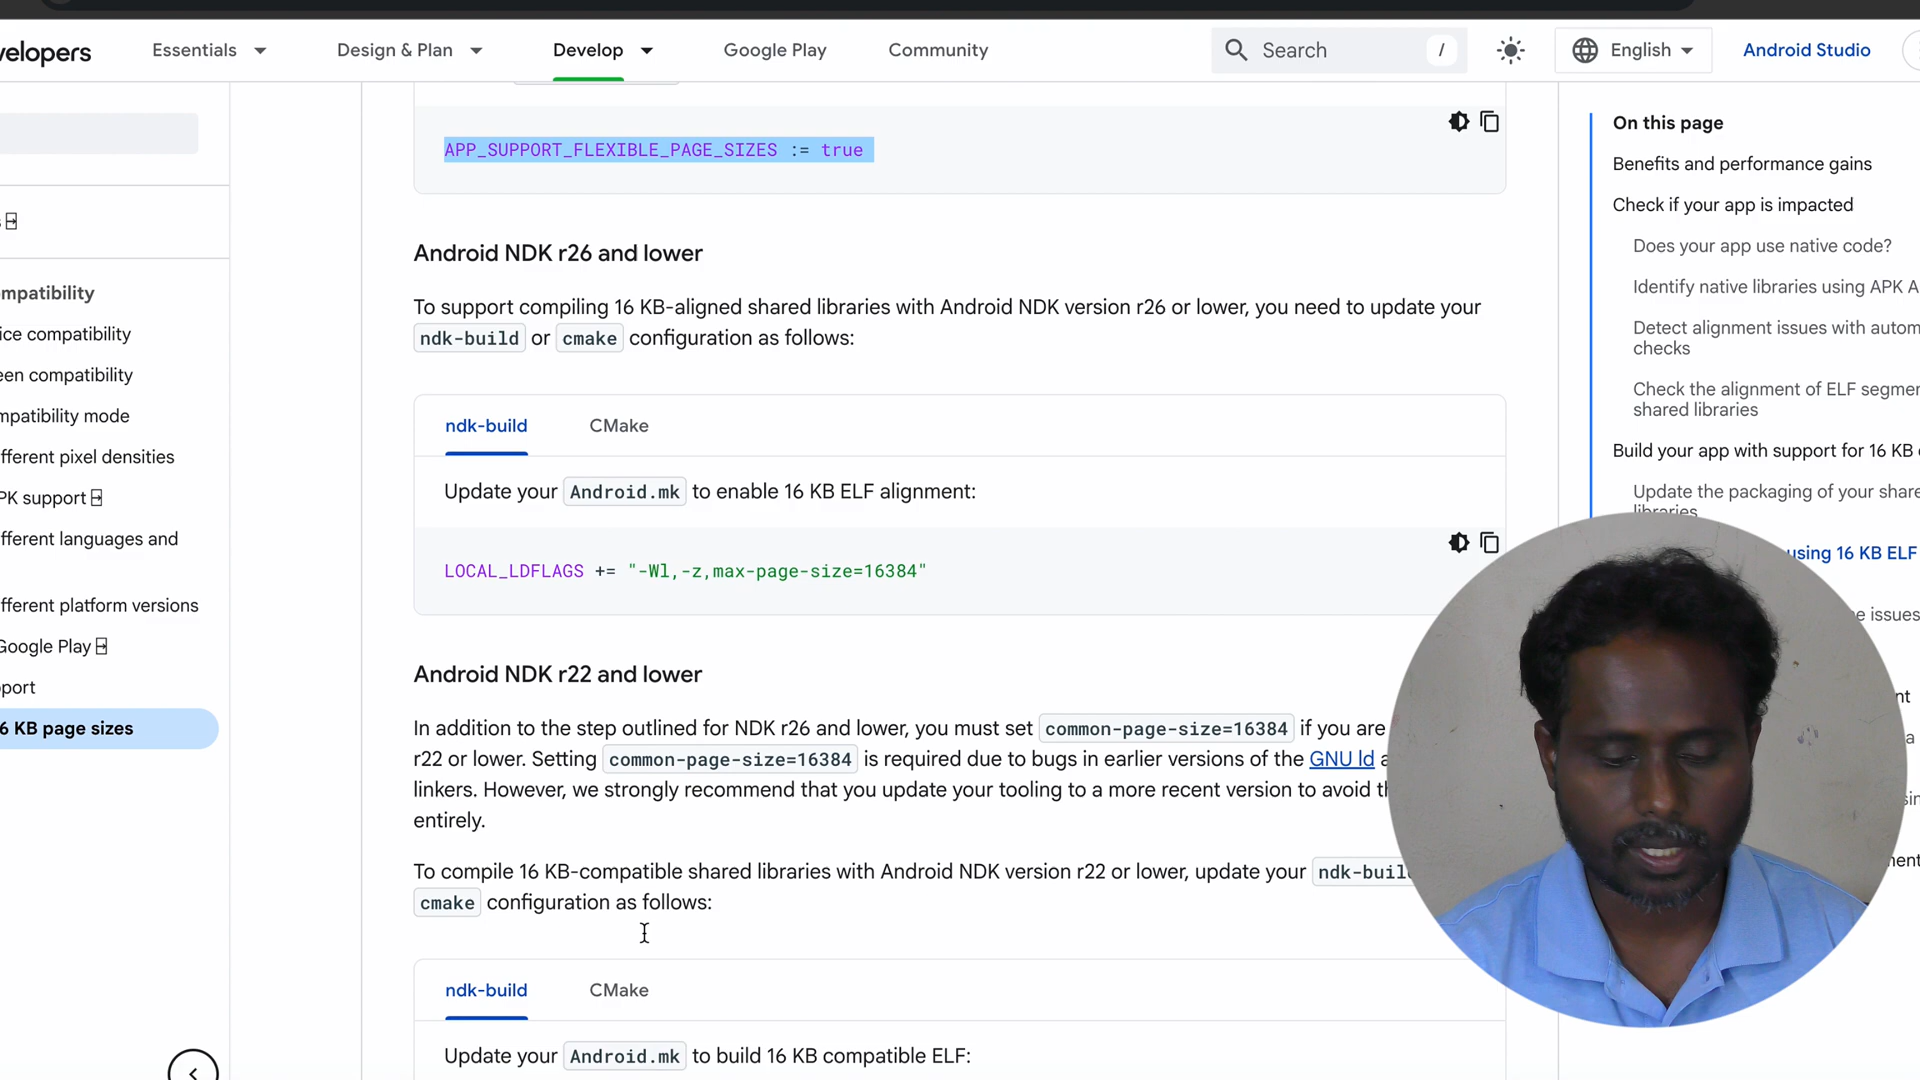 velopers
Essentials
Design & Plan
Develop
Google Play
Community
Search
/
English
Android Studio
APP_SUPPORT_FLEXIBLE_PAGE_SIZES := true
Android NDK r26 and lower
To support compiling 16 KB-aligned shared libraries with Android NDK version r26 or lower, you need to update your
ndk-build or cmake configuration as follows:
ndk-build
CMake
Update your Android.mk to enable 16 KB ELF alignment:
LOCAL_LDFLAGS += "-Wl,-z,max-page-size=16384"
Android NDK r22 and lower
In addition to the step outlined for NDK r26 and lower, you must set common-page-size=16384 if you are
r22 or lower. Setting common-page-size=16384 is required due to bugs in earlier versions of the GNU ld a
linkers. However, we strongly recommend that you update your tooling to a more recent version to avoid th
entirely.
To compile 16 KB-compatible shared libraries with Android NDK version r22 or lower, update your ndk-buil
cmake configuration as follows:
ndk-build
CMake
Update your Android.mk to build 16 KB compatible ELF:
s
mpatibility
ice compatibility
een compatibility
mpatibility mode
fferent pixel densities
PK support
fferent languages and
fferent platform versions
Google Play
port
6 KB page sizes
On this page
Benefits and performance gains
Check if your app is impacted
Does your app use native code?
Identify native libraries using APK A
Detect alignment issues with autom
checks
Check the alignment of ELF segmen
shared libraries
Build your app with support for 16 KB
Update the packaging of your share
libraries
using 16 KB ELF
e issues
nt
a
sin
nent